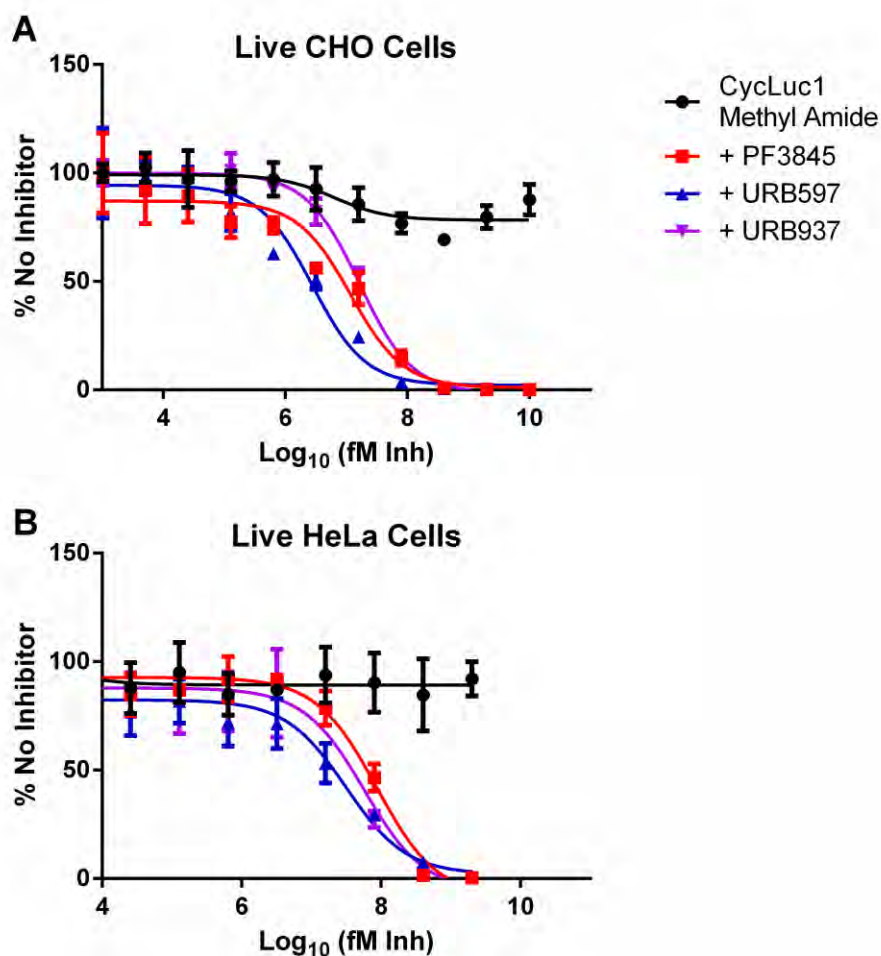 A
Live CHO Cells
150
100
50
0
% No Inhibitor
4
6
8
10
Log₁₀ (fM Inh)
CycLuc1
Methyl Amide
+ PF3845
+ URB597
+ URB937
B
Live HeLa Cells
150
100
50
0
% No Inhibitor
4
6
8
10
Log₁₀ (fM Inh)